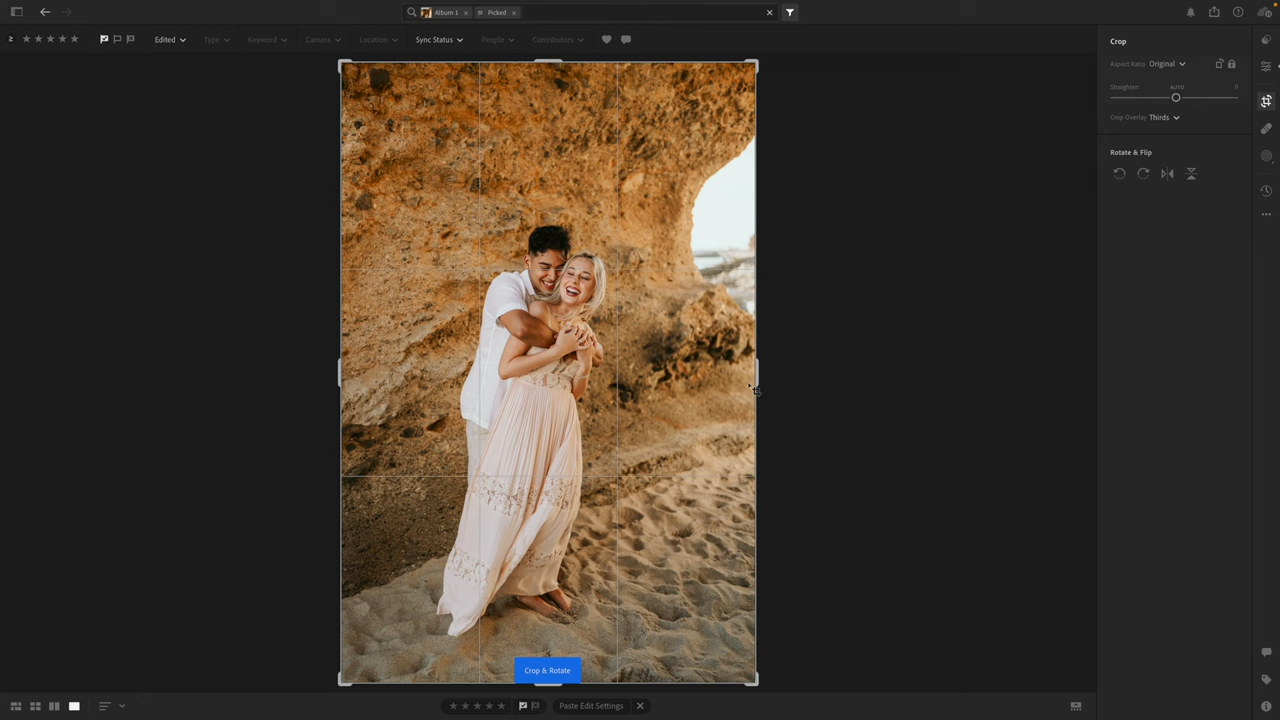 Album 1
Picked
Edited
Type
Keyword
Camera
Location
Sync Status
People
Contributors
Crop
Aspect Ratio Original
Straighten AUTO 0
Crop Overlay Thirds
Rotate & Flip
Crop & Rotate
Paste Edit Settings